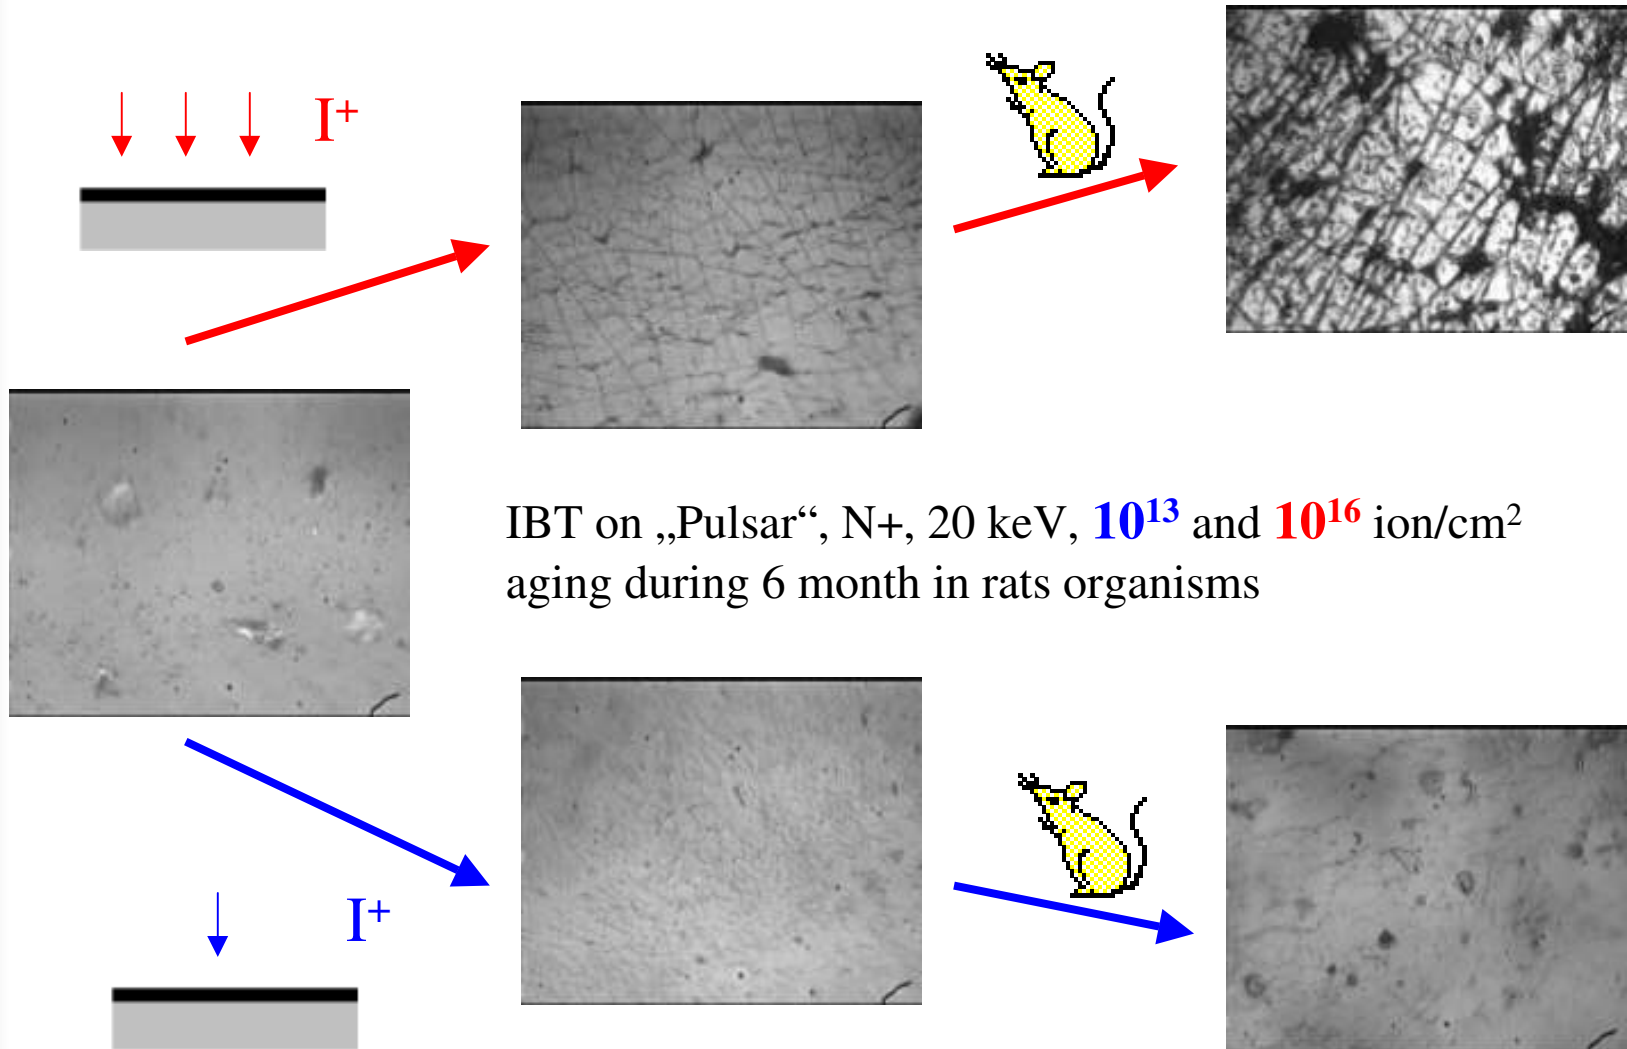 I⁺
IBT on „Pulsar“, N+, 20 keV, 10¹³ and 10¹⁶ ion/cm²
aging during 6 month in rats organisms
I⁺